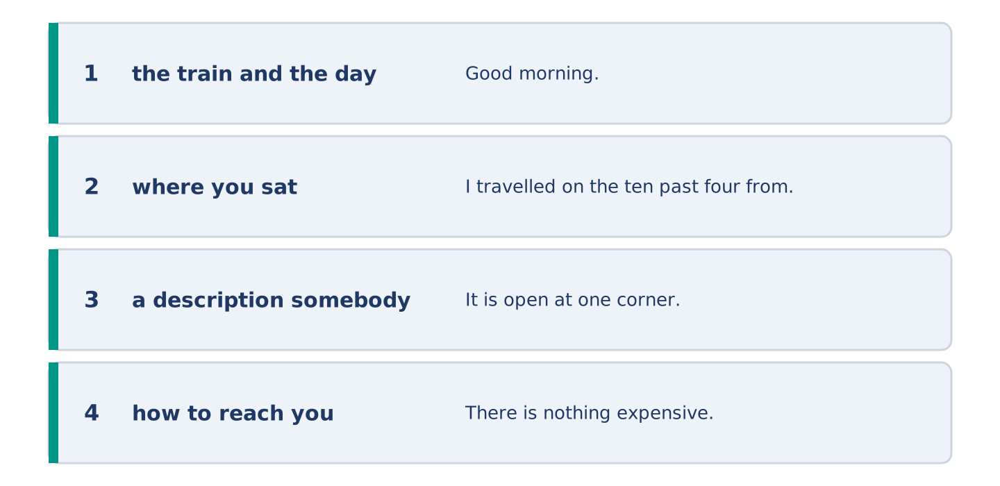 1 the train and the day Good morning.
2 where you sat I travelled on the ten past four from.
3 a description somebody It is open at one corner.
4 how to reach you There is nothing expensive.